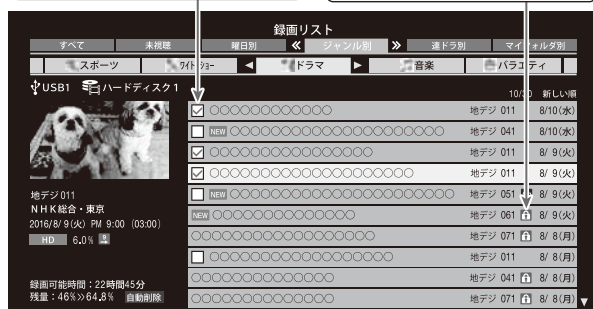 録画リスト
すべて 未視聴 曜日別 ≪ ジャンル別 ≫ 連ドラ別 マイフォルダ別
スポーツ ワイドショー ◀ ドラマ ▶ 音楽 バラエティ
USB1 ハードディスク1
10/30 新しい順
☑ ○○○○○○○○○○○○ 地デジ 011 8/10(水)
☐ NEW ○○○○○○○○○○○○○○○○○○○○○○ 地デジ 041 8/10(水)
☑ ○○○○○○○○○○○○○○○ 地デジ 011 8/ 9(火)
☑ ○○○○○○○○○○○○○○○○○○○ 地デジ 011 8/ 9(火)
☐ NEW ○○○○○○○○○○○○○○○○○○○○○○ 地デジ 051 8/ 9(火)
NEW ○○○○○○○○○○○○○ 地デジ 061 8/ 9(火)
○○○○○○○○○○○○○○○○○ 地デジ 071 8/ 8(月)
☐ ○○○○○○○○○○○○○○○○○ 地デジ 011 8/ 8(月)
○○○○○○○○○○○○○ 地デジ 041 8/ 8(月)
○○○○○○○○○○○○○ 地デジ 071 8/ 8(月)
地デジ011
NHK総合・東京
2016/8/ 9(火) PM 9:00 (03:00)
HD 6.0%
録画可能時間:22時間45分
残量:46%≫64.8% 自動削除